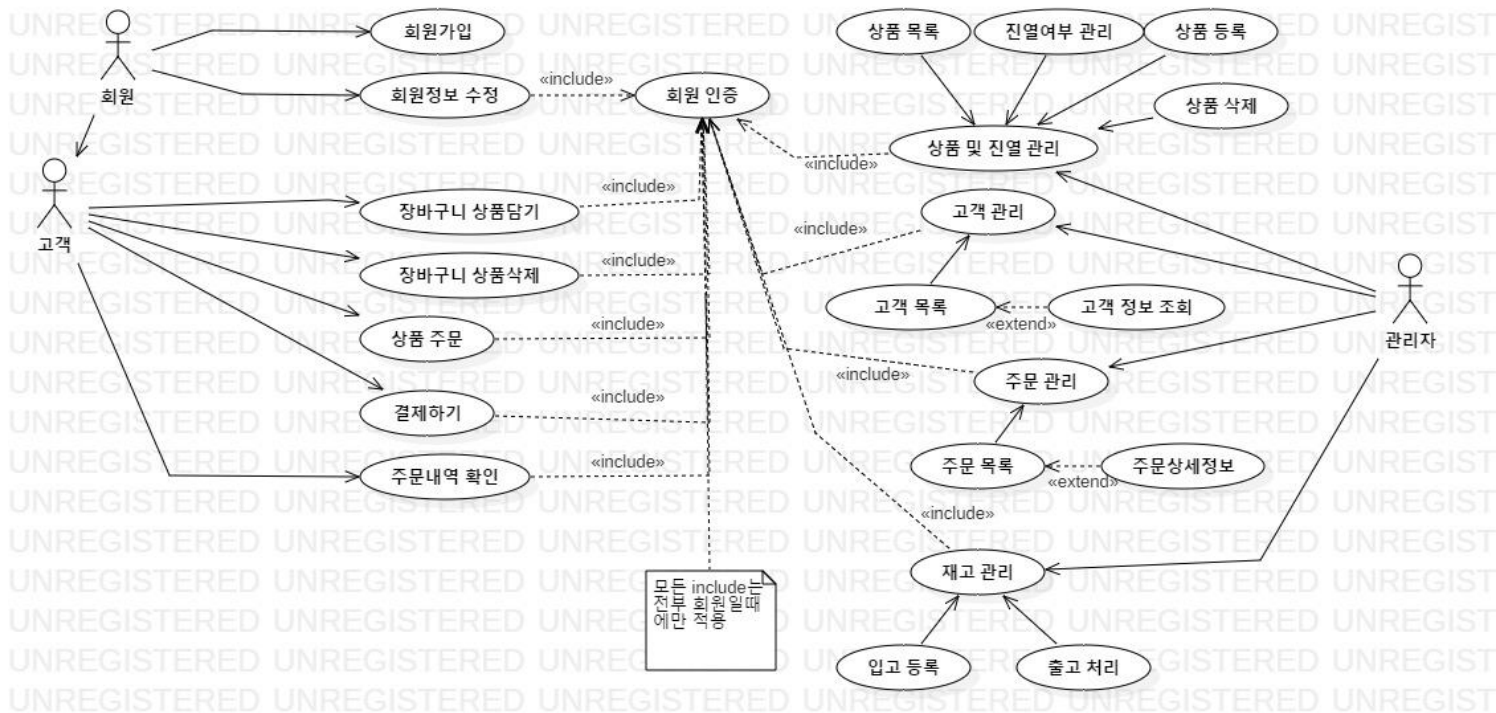 회원가입
상품 목록
진열여부 관리
상품 등록
회원
회원정보 수정
«include»
회원 인증
상품 삭제
상품 및 진열 관리
«include»
고객
장바구니 상품담기
«include»
고객 관리
«include»
장바구니 상품삭제
«include»
고객 목록
«extend»
고객 정보 조회
관리자
상품 주문
«include»
«include»
주문 관리
결제하기
«include»
주문내역 확인
«include»
주문 목록
«extend»
주문상세정보
«include»
재고 관리
모든 include는
전부 회원일때
에만 적용
입고 등록
출고 처리
UNREGISTERED UNREGISTERED UNREGISTERED UNREGISTERED UNREGISTERED UNREGIST